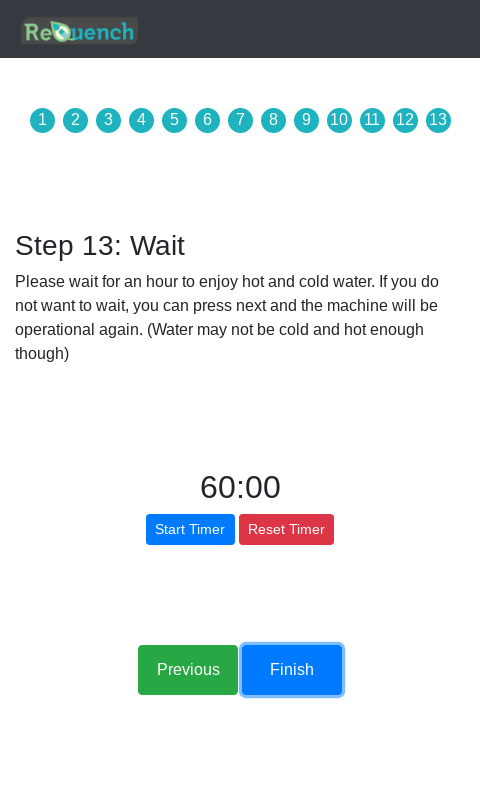 ReQuench
1 2 3 4 5 6 7 8 9 10 11 12 13
Step 13: Wait
Please wait for an hour to enjoy hot and cold water. If you do
not want to wait, you can press next and the machine will be
operational again. (Water may not be cold and hot enough
though)
60:00
Start Timer Reset Timer
Previous Finish